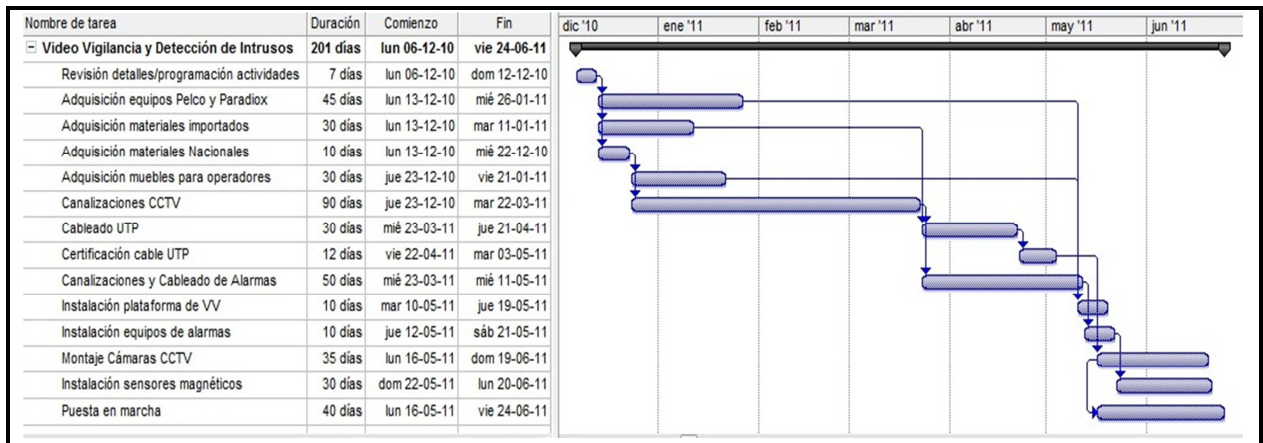 Nombre de tarea Duración Comienzo Fin dic '10 ene '11 feb '11 mar '11 abr '11 may '11 jun '11
Video Vigilancia y Detección de Intrusos 201 días lun 06-12-10 vie 24-06-11
Revisión detalles/programación actividades 7 días lun 06-12-10 dom 12-12-10
Adquisición equipos Pelco y Paradiox 45 días lun 13-12-10 mié 26-01-11
Adquisición materiales importados 30 días lun 13-12-10 mar 11-01-11
Adquisición materiales Nacionales 10 días lun 13-12-10 mié 22-12-10
Adquisición muebles para operadores 30 días jue 23-12-10 vie 21-01-11
Canalizaciones CCTV 90 días jue 23-12-10 mar 22-03-11
Cableado UTP 30 días mié 23-03-11 jue 21-04-11
Certificación cable UTP 12 días vie 22-04-11 mar 03-05-11
Canalizaciones y Cableado de Alarmas 50 días mié 23-03-11 mié 11-05-11
Instalación plataforma de VV 10 días mar 10-05-11 jue 19-05-11
Instalación equipos de alarmas 10 días jue 12-05-11 sáb 21-05-11
Montaje Cámaras CCTV 35 días lun 16-05-11 dom 19-06-11
Instalación sensores magnéticos 30 días dom 22-05-11 lun 20-06-11
Puesta en marcha 40 días lun 16-05-11 vie 24-06-11